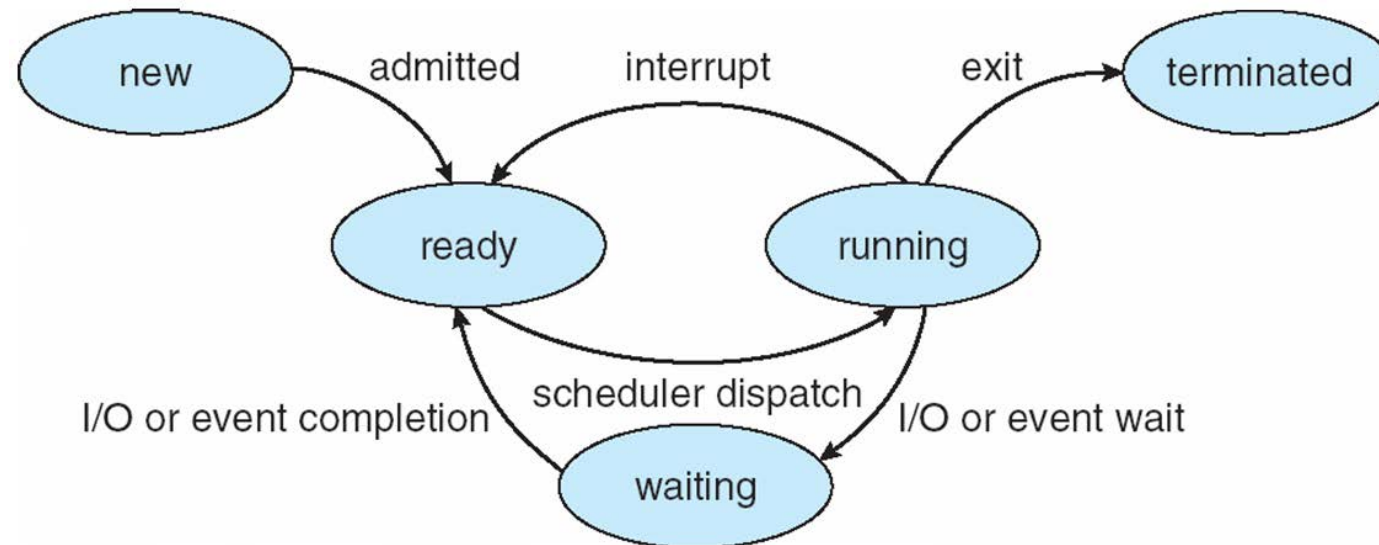 new
admitted
interrupt
exit
terminated
ready
running
scheduler dispatch
I/O or event completion
I/O or event wait
waiting